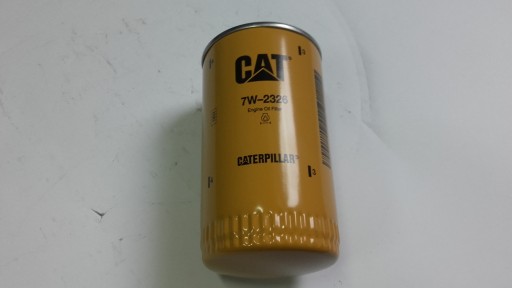 CAT
7W-2326
Engine Oil Filter
CATERPILLAR®